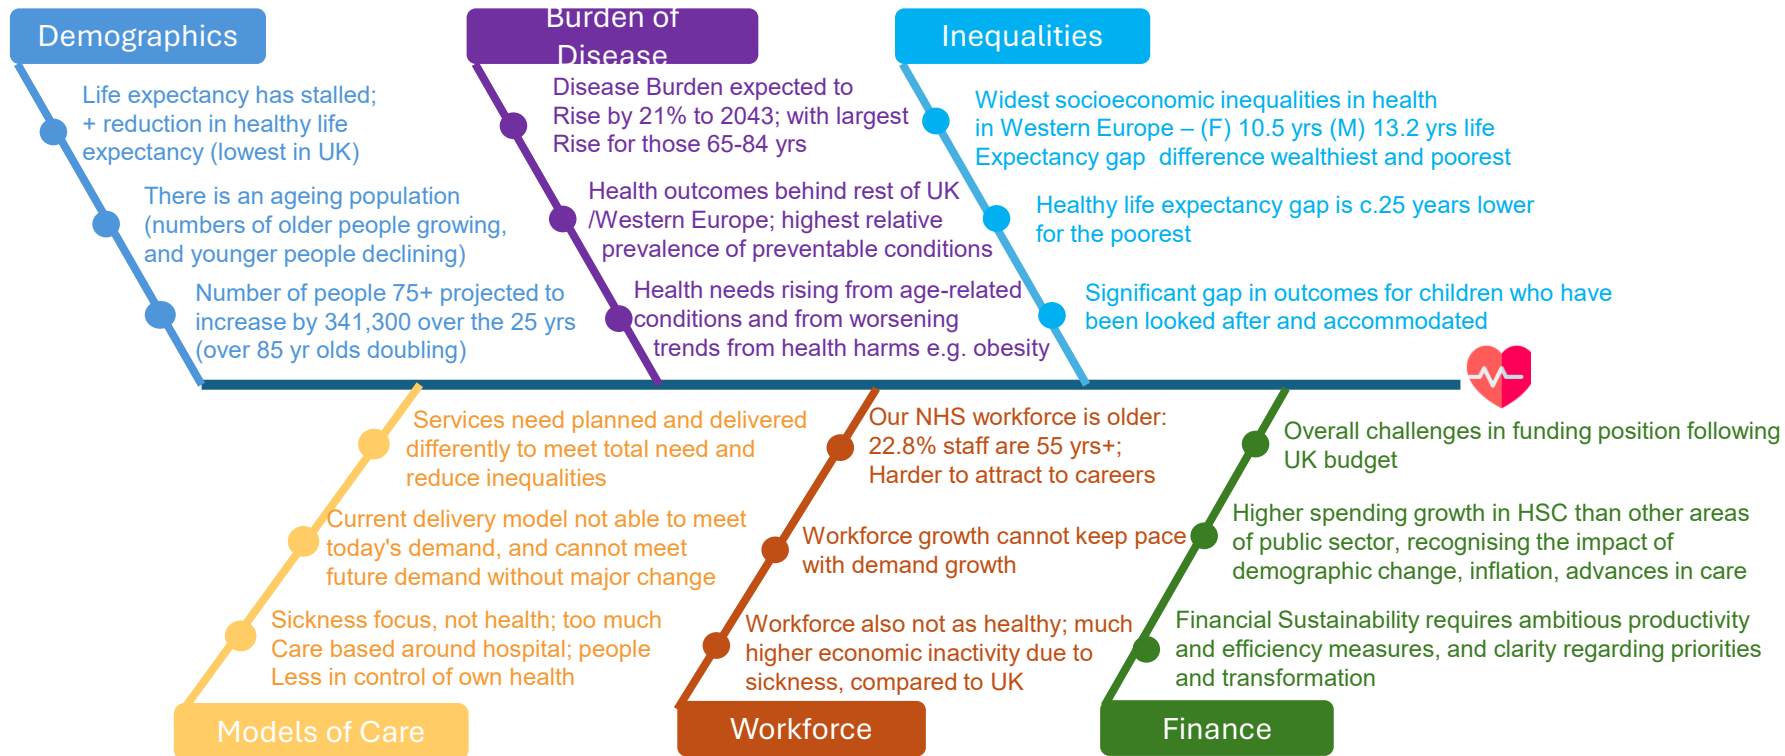 Demographics
Life expectancy has stalled;
+ reduction in healthy life
expectancy (lowest in UK)
There is an ageing population
(numbers of older people growing,
and younger people declining)
Number of people 75+ projected to
increase by 341,300 over the 25 yrs
(over 85 yr olds doubling)
Burden of
Disease
Disease Burden expected to
Rise by 21% to 2043; with largest
Rise for those 65-84 yrs
Health outcomes behind rest of UK
/Western Europe; highest relative
prevalence of preventable conditions
Health needs rising from age-related
conditions and from worsening
trends from health harms e.g. obesity
Inequalities
Widest socioeconomic inequalities in health
in Western Europe – (F) 10.5 yrs (M) 13.2 yrs life
Expectancy gap  difference wealthiest and poorest
Healthy life expectancy gap is c.25 years lower
for the poorest
Significant gap in outcomes for children who have
been looked after and accommodated
Services need planned and delivered
differently to meet total need and
reduce inequalities
Current delivery model not able to meet
today's demand, and cannot meet
future demand without major change
Sickness focus, not health; too much
Care based around hospital; people
Less in control of own health
Models of Care
Our NHS workforce is older:
22.8% staff are 55 yrs+;
Harder to attract to careers
Workforce growth cannot keep pace
with demand growth
Workforce also not as healthy; much
higher economic inactivity due to
sickness, compared to UK
Workforce
Overall challenges in funding position following
UK budget
Higher spending growth in HSC than other areas
of public sector, recognising the impact of
demographic change, inflation, advances in care
Financial Sustainability requires ambitious productivity
and efficiency measures, and clarity regarding priorities
and transformation
Finance